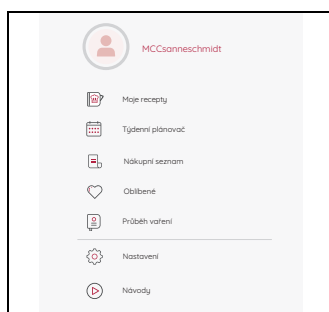 MCCsanneschmidt
Moje recepty
Týdenní plánovač
Nákupní seznam
Oblíbené
Průběh vaření
Nastavení
Návody